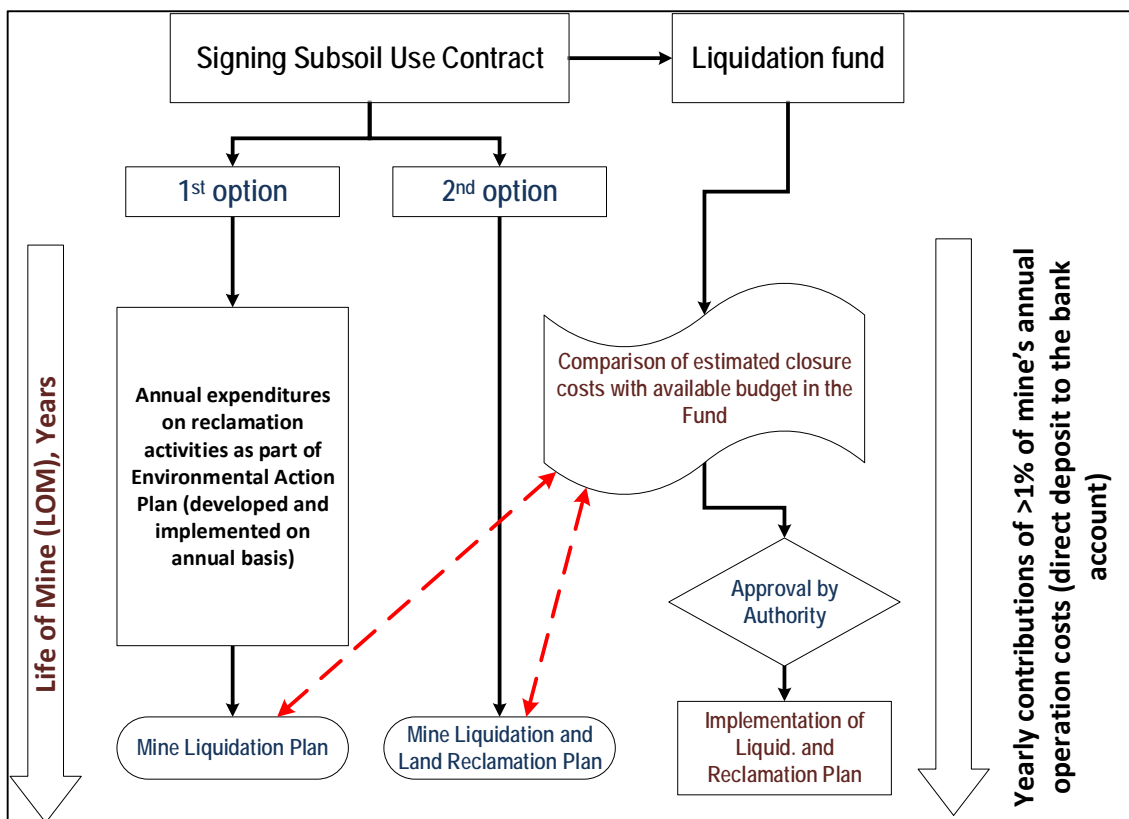 Signing Subsoil Use Contract
Liquidation fund
1st option
2nd option
Annual expenditures
on reclamation
activities as part of
Environmental Action
Plan (developed and
implemented on
annual basis)
Comparison of estimated closure
costs with available budget in the
Fund
Approval by
Authority
Mine Liquidation Plan
Mine Liquidation and
Land Reclamation Plan
Implementation of
Liquid. and
Reclamation Plan
Life of Mine (LOM), Years
Yearly contributions of >1% of mine's annual
operation costs (direct deposit to the bank
account)